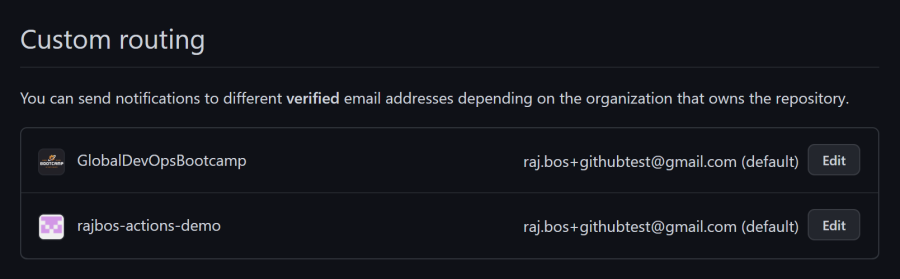 Custom routing
You can send notifications to different verified email addresses depending on the organization that owns the repository.
BOOTCAMP
GlobalDevOpsBootcamp
raj.bos+githubtest@gmail.com (default)
Edit
rajbos-actions-demo
raj.bos+githubtest@gmail.com (default)
Edit